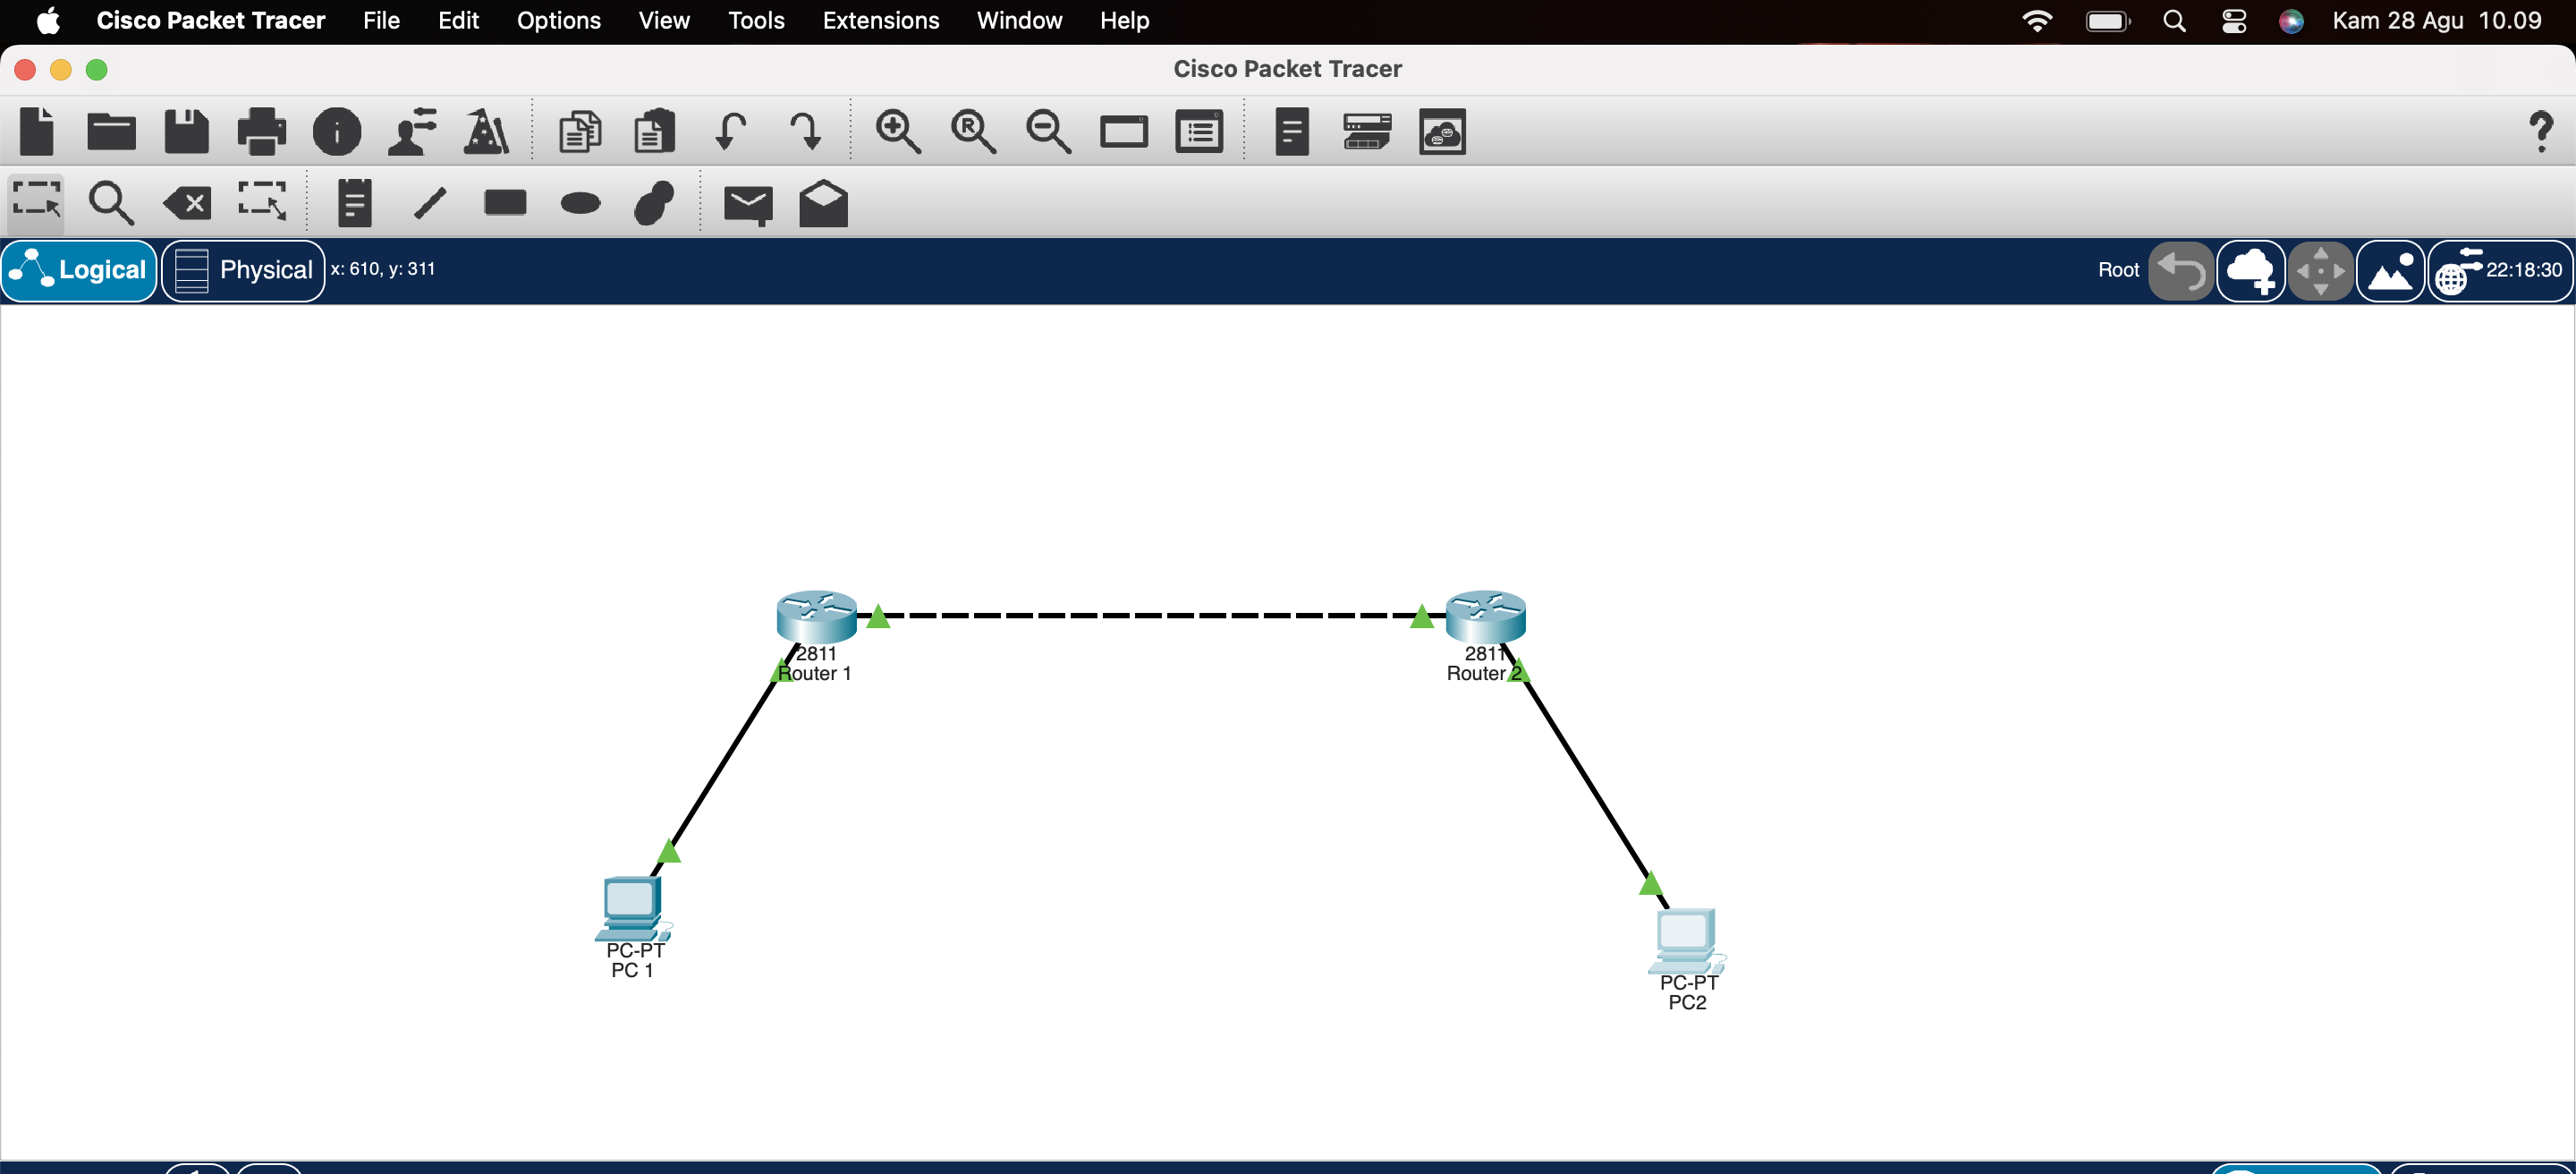 Cisco Packet Tracer File Edit Options View Tools Extensions Window Help Kam 28 Agu 10.09
Cisco Packet Tracer
Logical Physical x: 610, y: 311 Root 22:18:30
2811
Router 1
2811
Router 2
PC-PT
PC 1
PC-PT
PC2